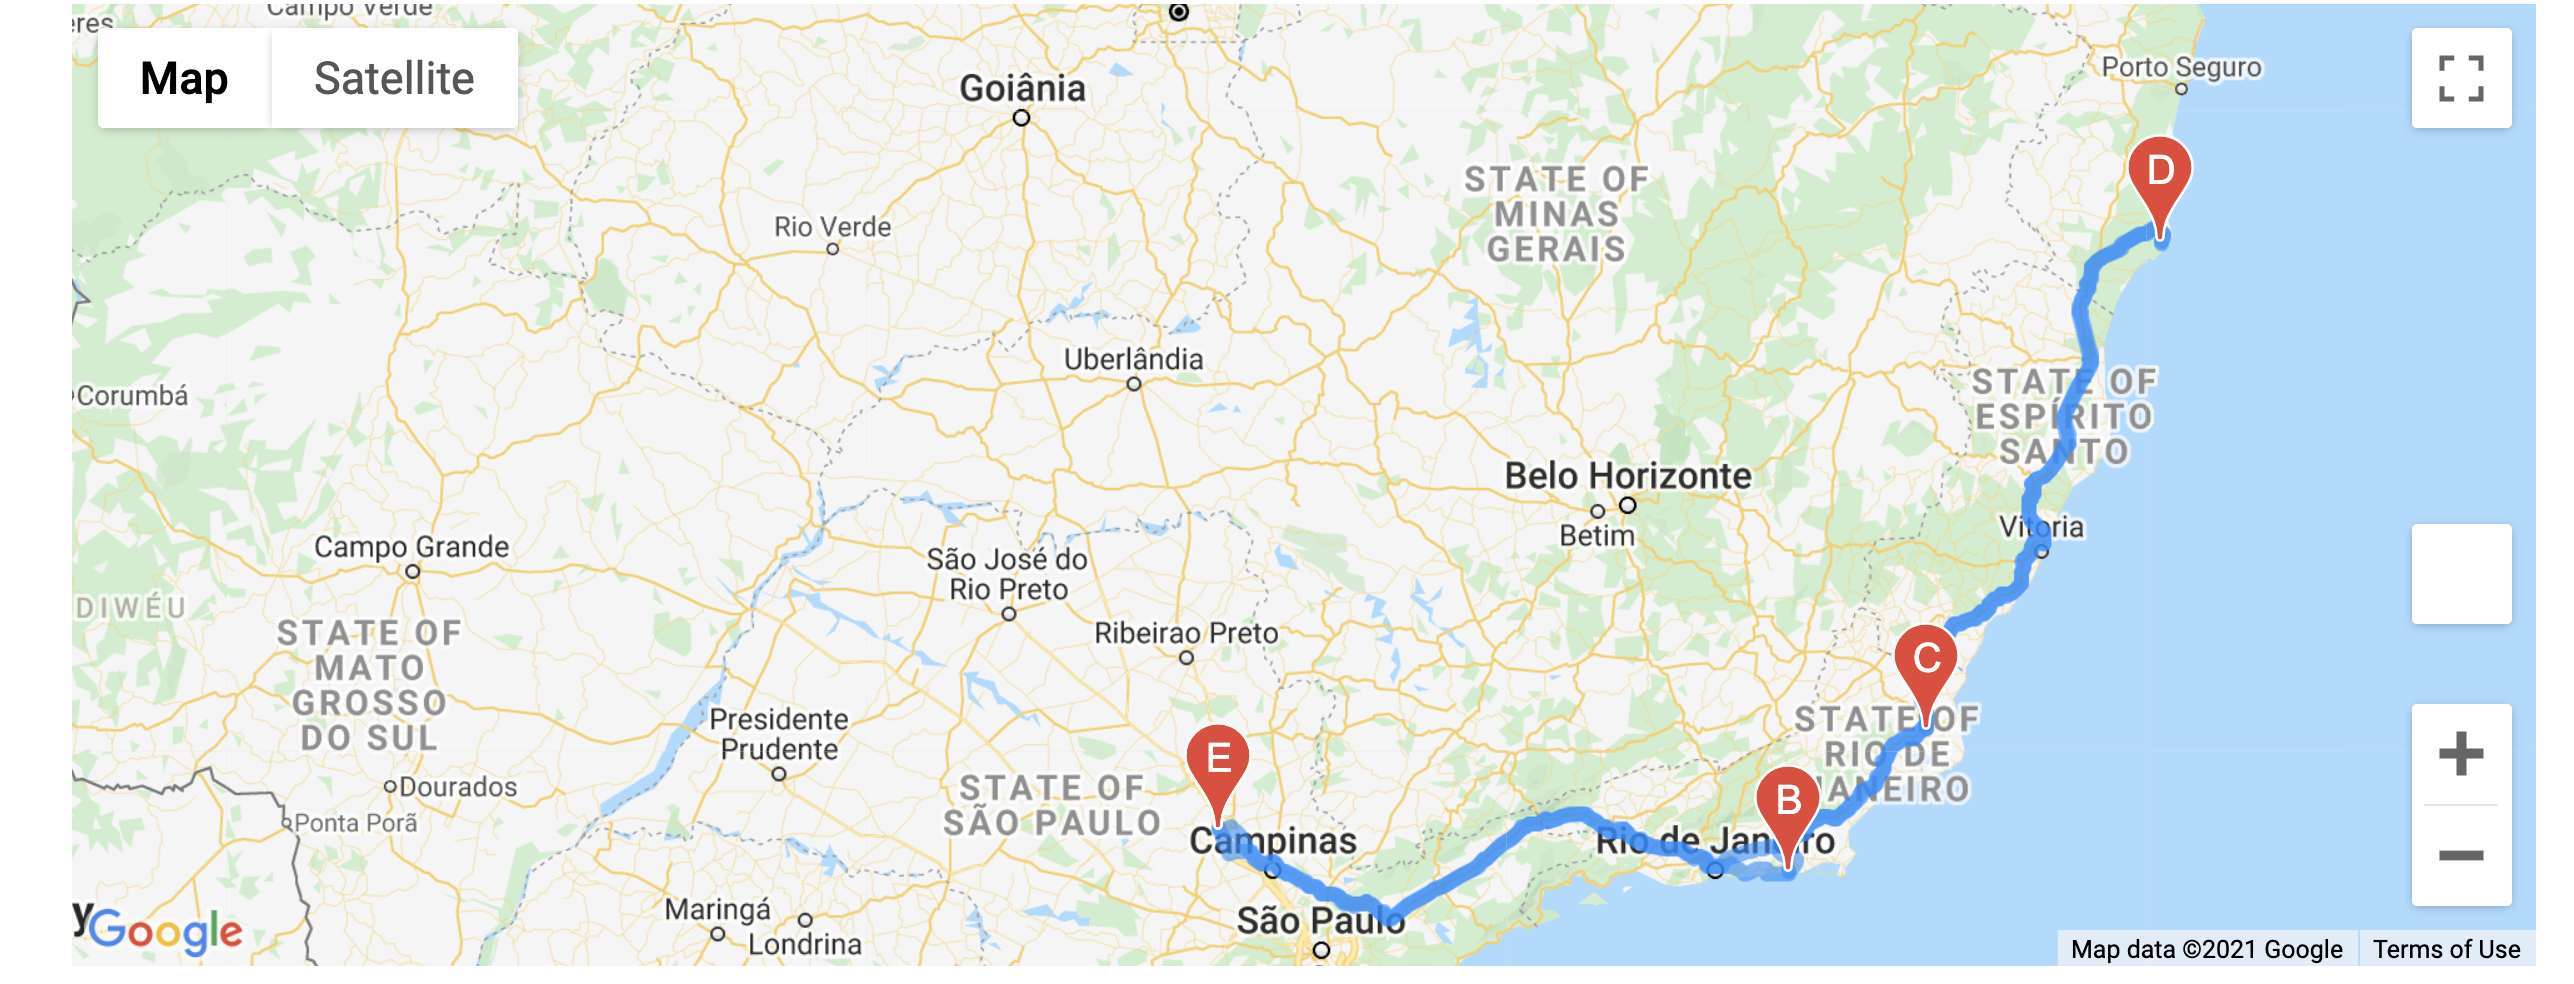 Campo Verde
Map
Satellite
Goiânia
Porto Seguro
D
STATE OF
MINAS
GERAIS
Rio Verde
Uberlândia
Corumbá
STATE OF
ESPÍRITO
SANTO
Belo Horizonte
Betim
Vitoria
Campo Grande
São José do
Rio Preto
DIWÉU
STATE OF
MATO
GROSSO
DO SUL
Ribeirao Preto
C
Presidente
Prudente
STATE OF
RIO DE
JANEIRO
E
B
Dourados
Ponta Porã
STATE OF
SÃO PAULO
Campinas
Rio de Janeiro
Maringá
Londrina
São Paulo
Google
Map data ©2021 Google
Terms of Use